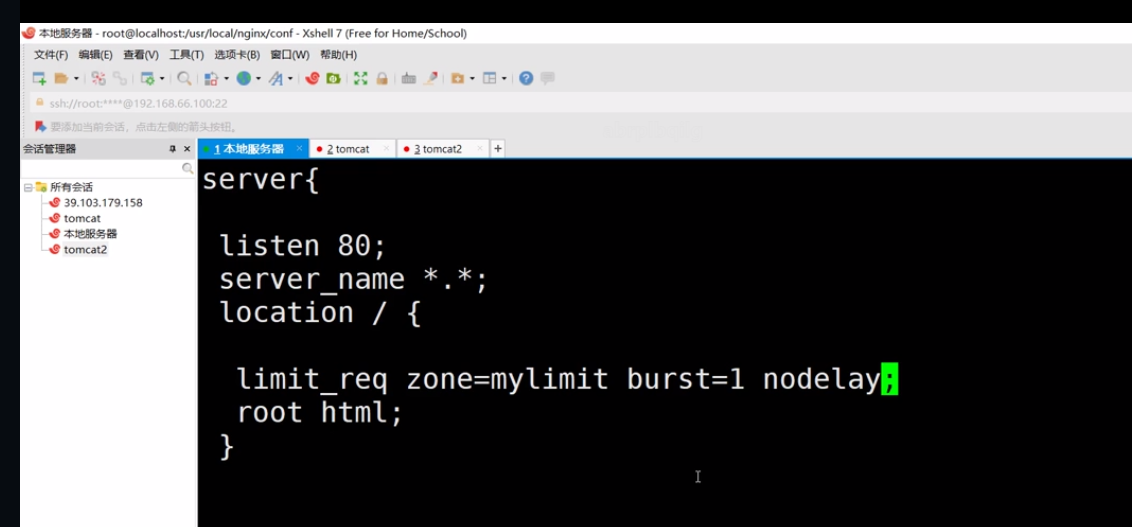 本地服务器 - root@localhost:/usr/local/nginx/conf - Xshell 7 (Free for Home/School)
文件(F) 编辑(E) 查看(V) 工具(T) 选项卡(B) 窗口(W) 帮助(H)
ssh://root:****@192.168.66.100:22
要添加当前会话，点击左侧的箭头按钮。
会话管理器
1 本地服务器
2 tomcat
3 tomcat2
所有会话
39.103.179.158
tomcat
本地服务器
tomcat2
server{
listen 80;
server_name *.*;
location / {
limit_req zone=mylimit burst=1 nodelay;
root html;
}